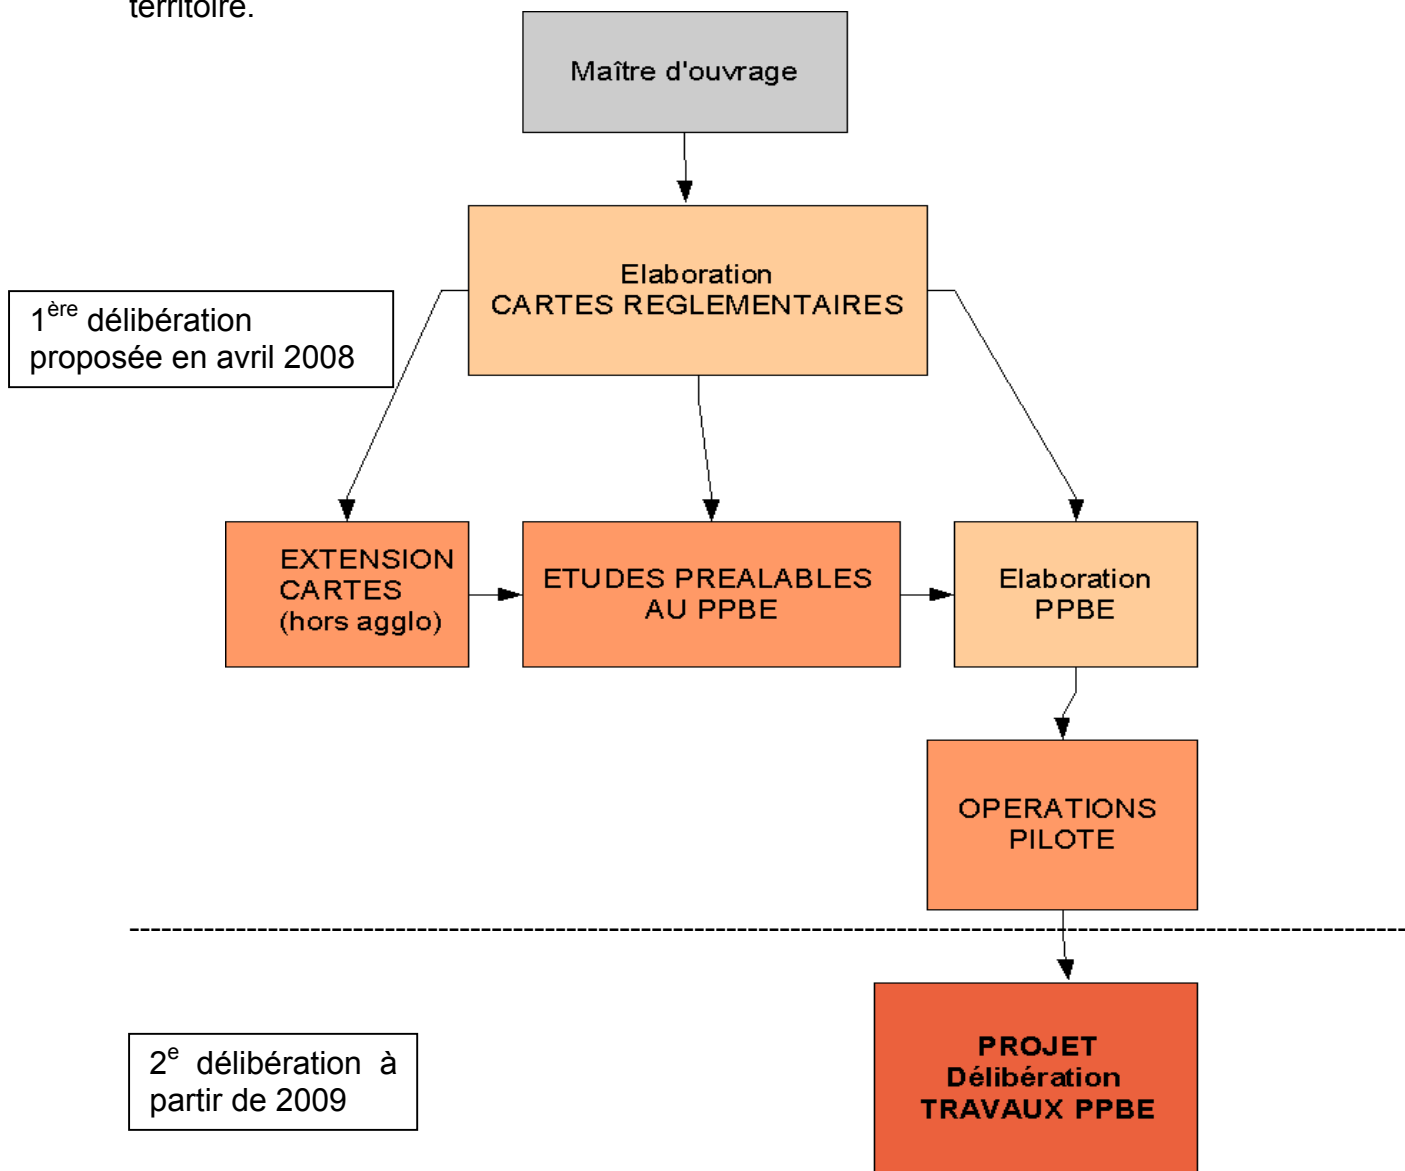 territoire.
Maître d'ouvrage
Elaboration
CARTES REGLEMENTAIRES
1ère délibération
proposée en avril 2008
EXTENSION
CARTES
(hors agglo)
ETUDES PREALABLES
AU PPBE
Elaboration
PPBE
OPERATIONS
PILOTE
2e délibération à
partir de 2009
PROJET
Délibération
TRAVAUX PPBE